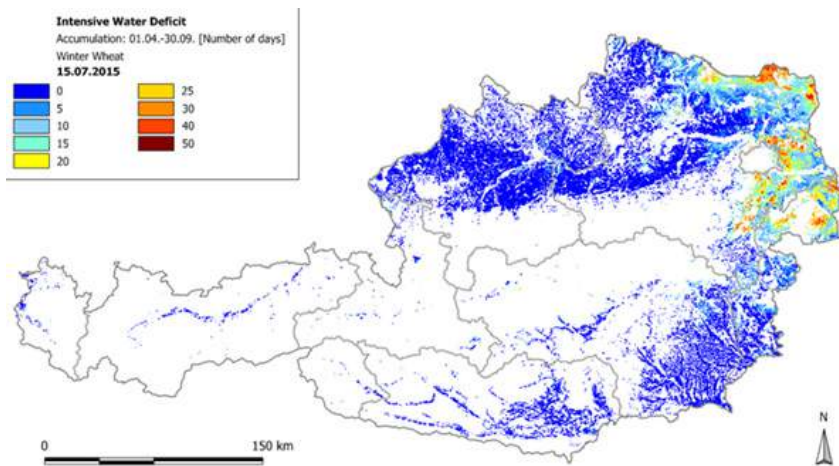 Intensive Water Deficit
Accumulation: 01.04.-30.09. [Number of days]
Winter Wheat
15.07.2015
0 25
5 30
10 40
15 50
20
N
0 150 km